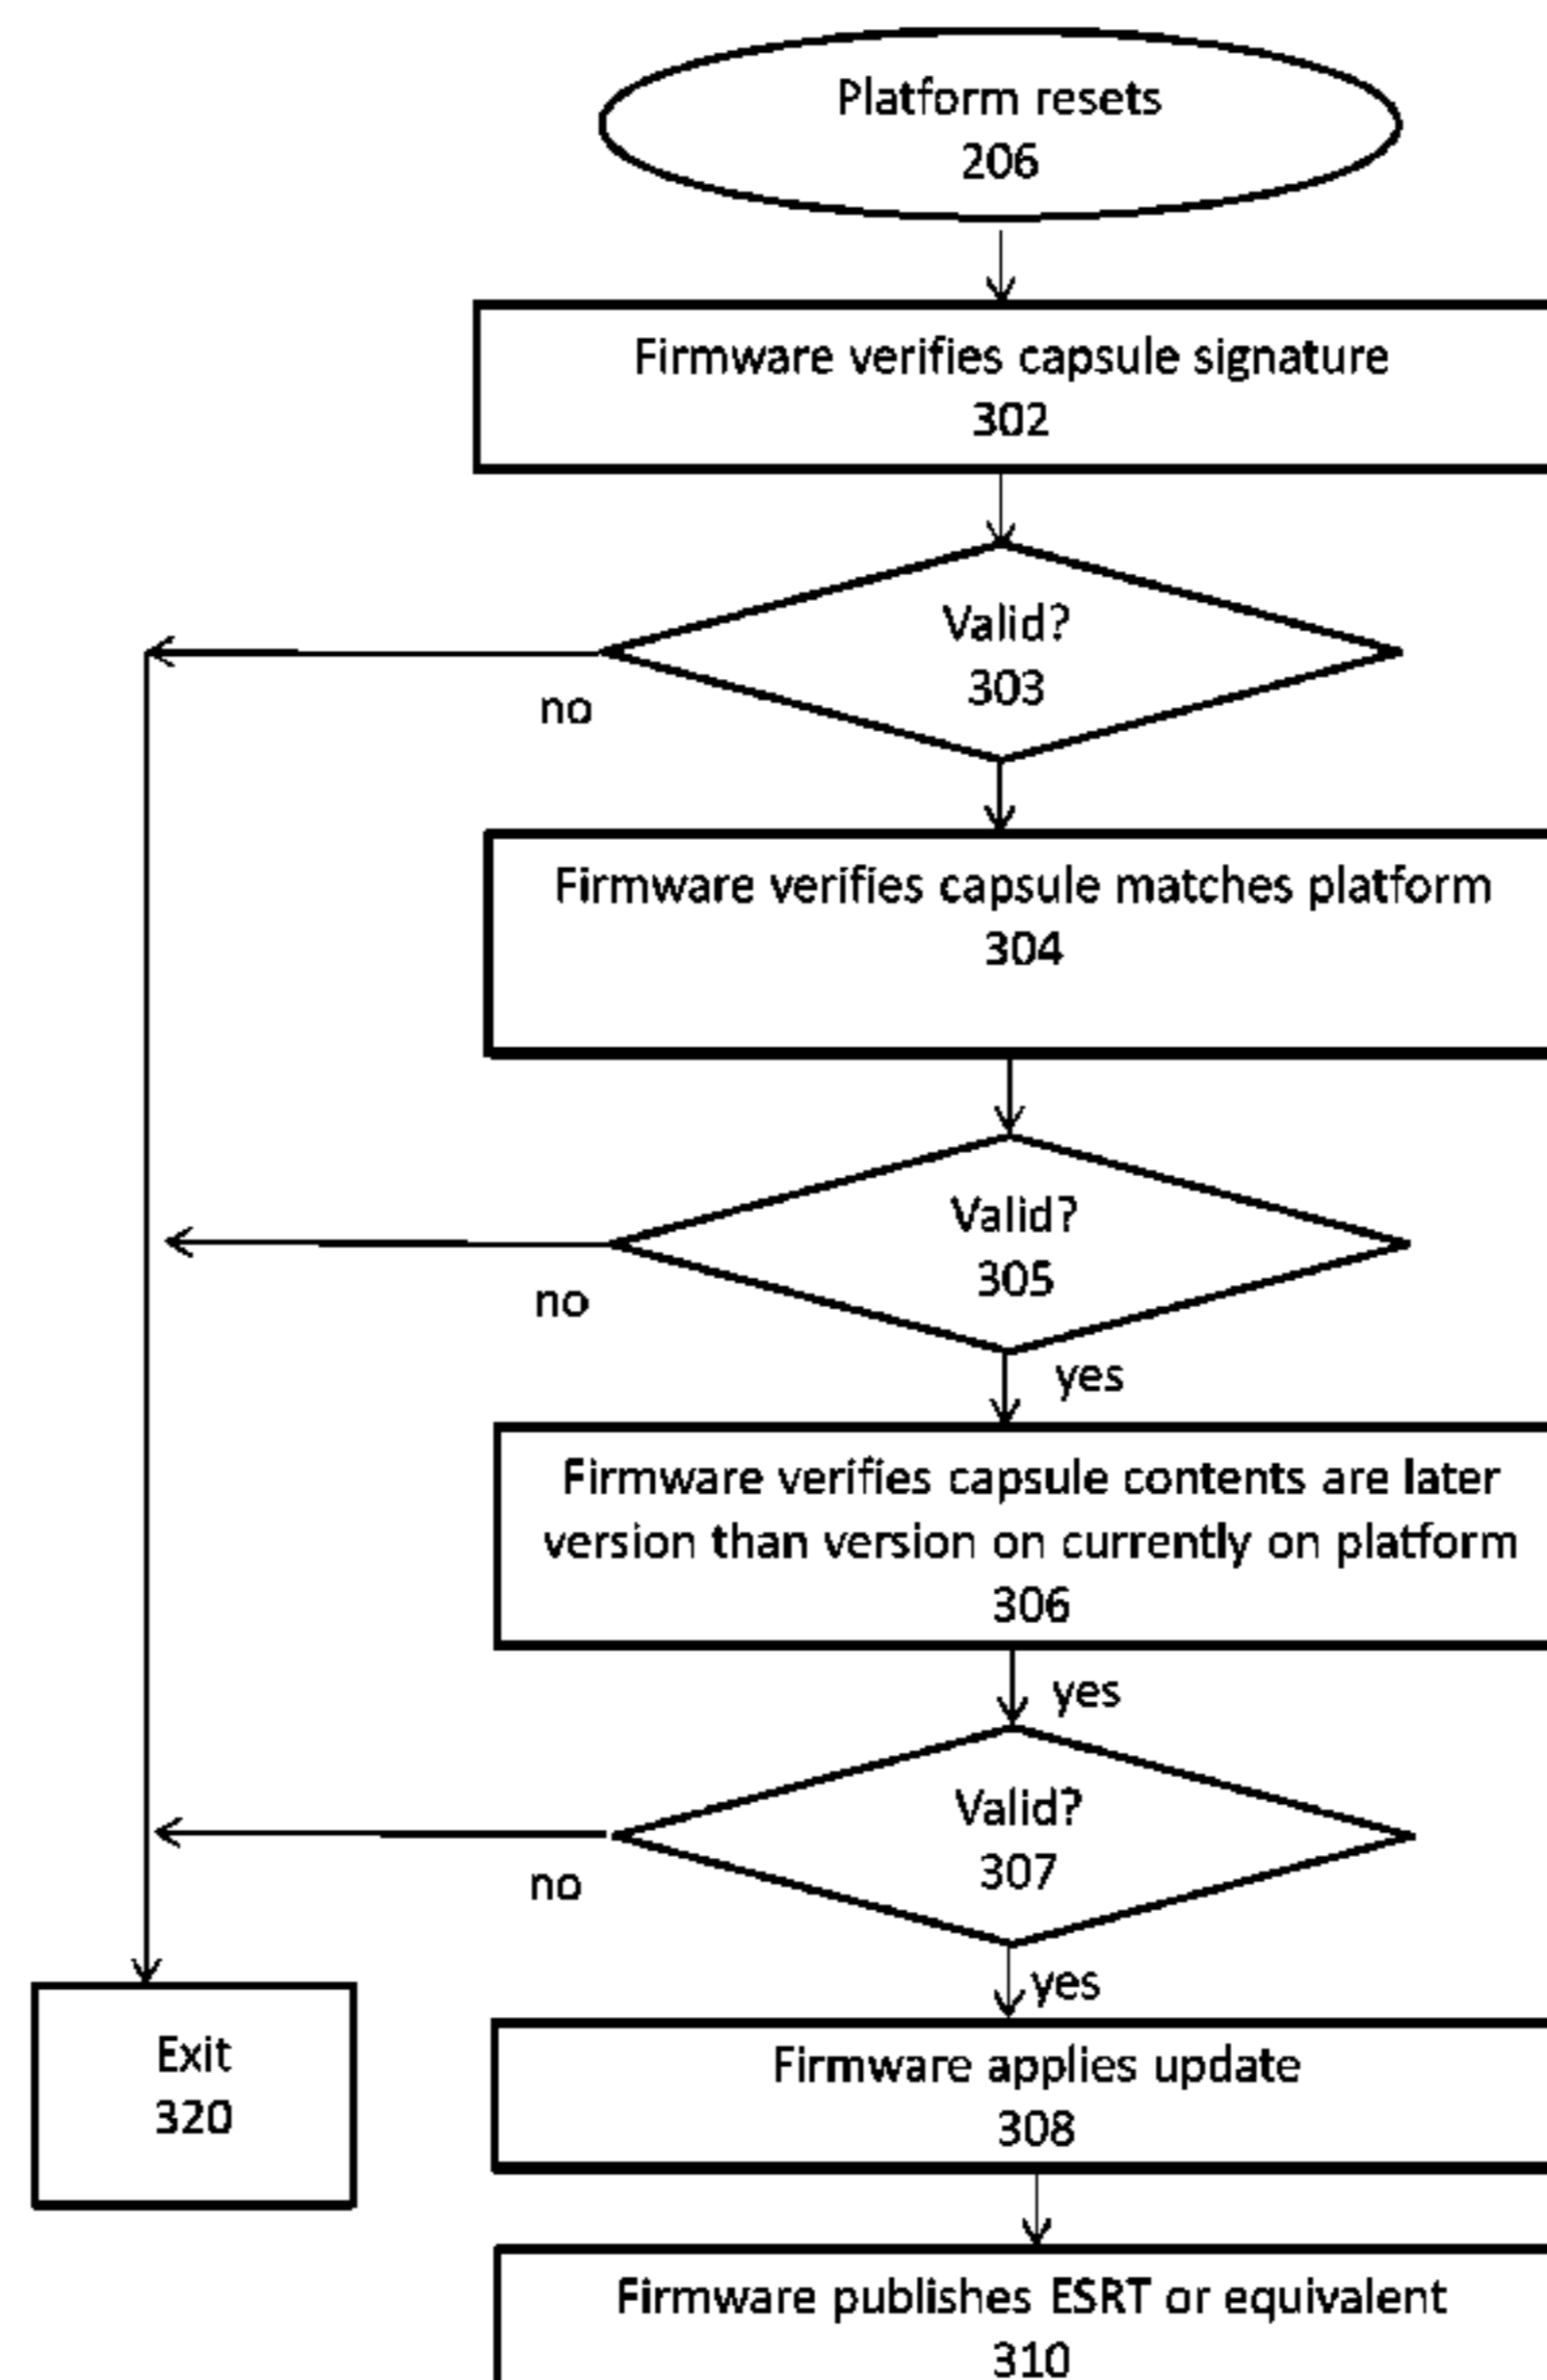 Platform resets
206
Firmware verifies capsule signature
302
Valid?
303
no
Firmware verifies capsule matches platform
304
Valid?
305
no
yes
Firmware verifies capsule contents are later
version than version on currently on platform
306
yes
Valid?
307
no
yes
Exit
320
Firmware applies update
308
Firmware publishes ESRT or equivalent
310